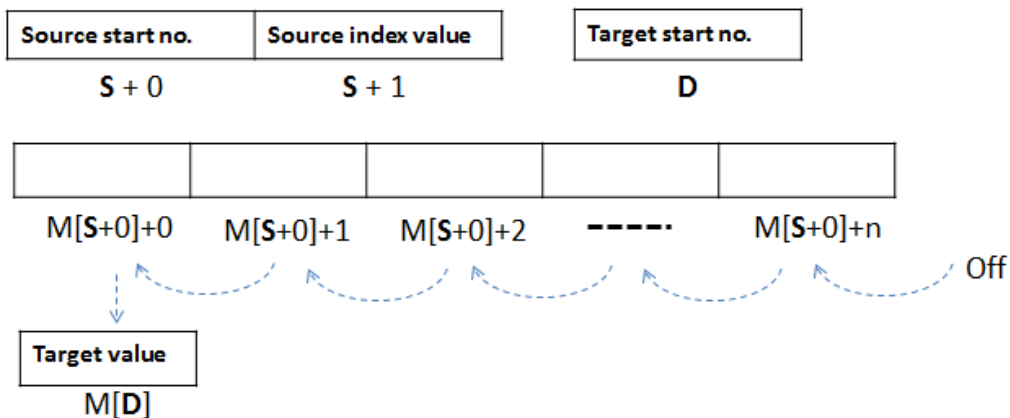 Source start no. Source index value Target start no.
S + 0 S + 1 D
M[S+0]+0 M[S+0]+1 M[S+0]+2 ----- M[S+0]+n
Off
Target value
M[D]